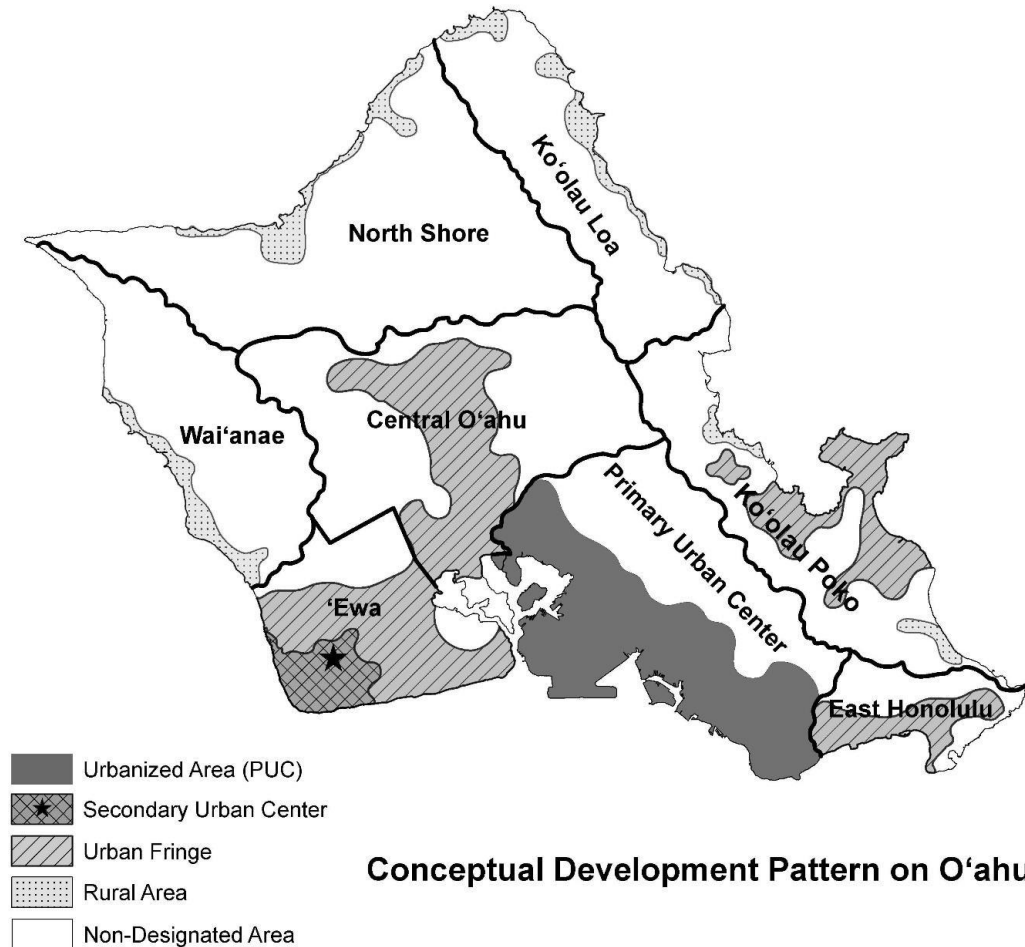 Ko‘olau Loa
North Shore
Wai‘anae
Central O‘ahu
Primary Urban Center
Ko‘olau Poko
‘Ewa
East Honolulu
Urbanized Area (PUC)
Secondary Urban Center
Urban Fringe
Rural Area
Non-Designated Area
Conceptual Development Pattern on O‘ahu